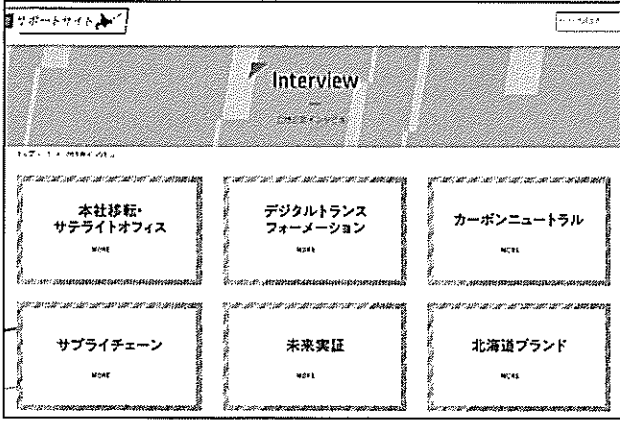 サポートサイト
Interview
本社移転・
サテライトオフィス
MORE
デジタルトランス
フォーメーション
MORE
カーボンニュートラル
MORE
サプライチェーン
MORE
未来実証
MORE
北海道ブランド
MORE